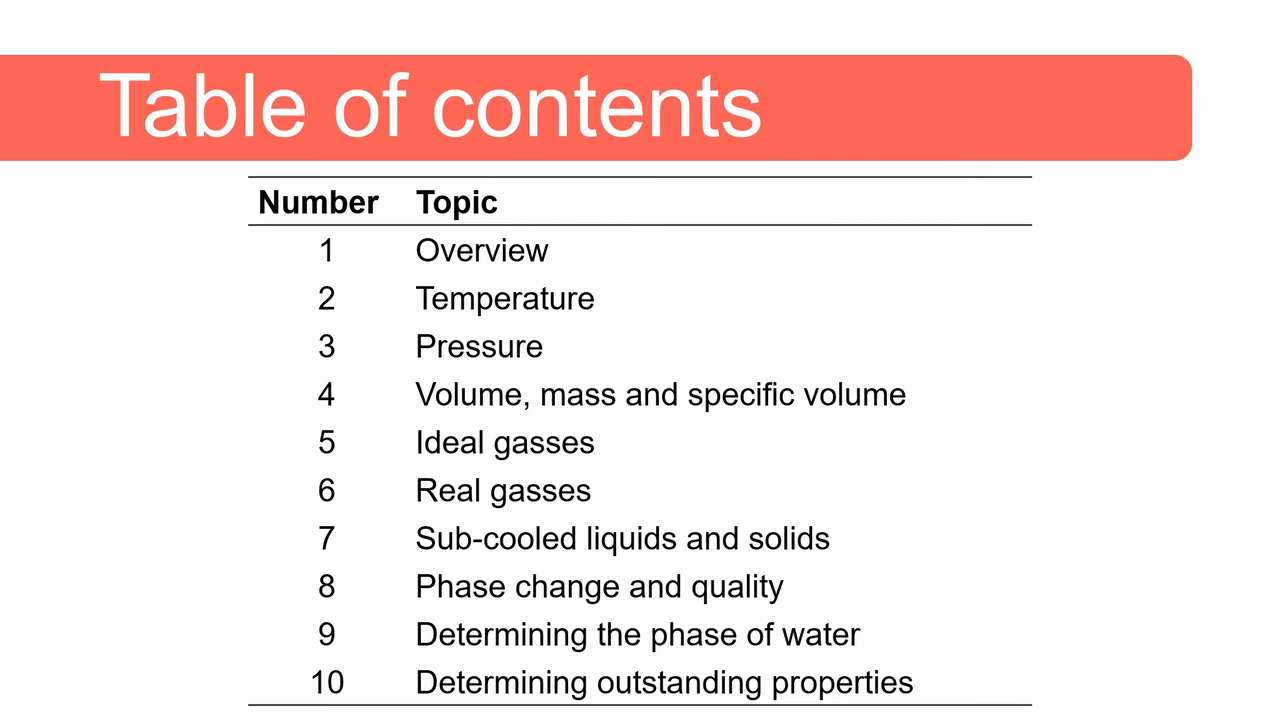 Table of contents
Number Topic
1 Overview
2 Temperature
3 Pressure
4 Volume, mass and specific volume
5 Ideal gasses
6 Real gasses
7 Sub-cooled liquids and solids
8 Phase change and quality
9 Determining the phase of water
10 Determining outstanding properties